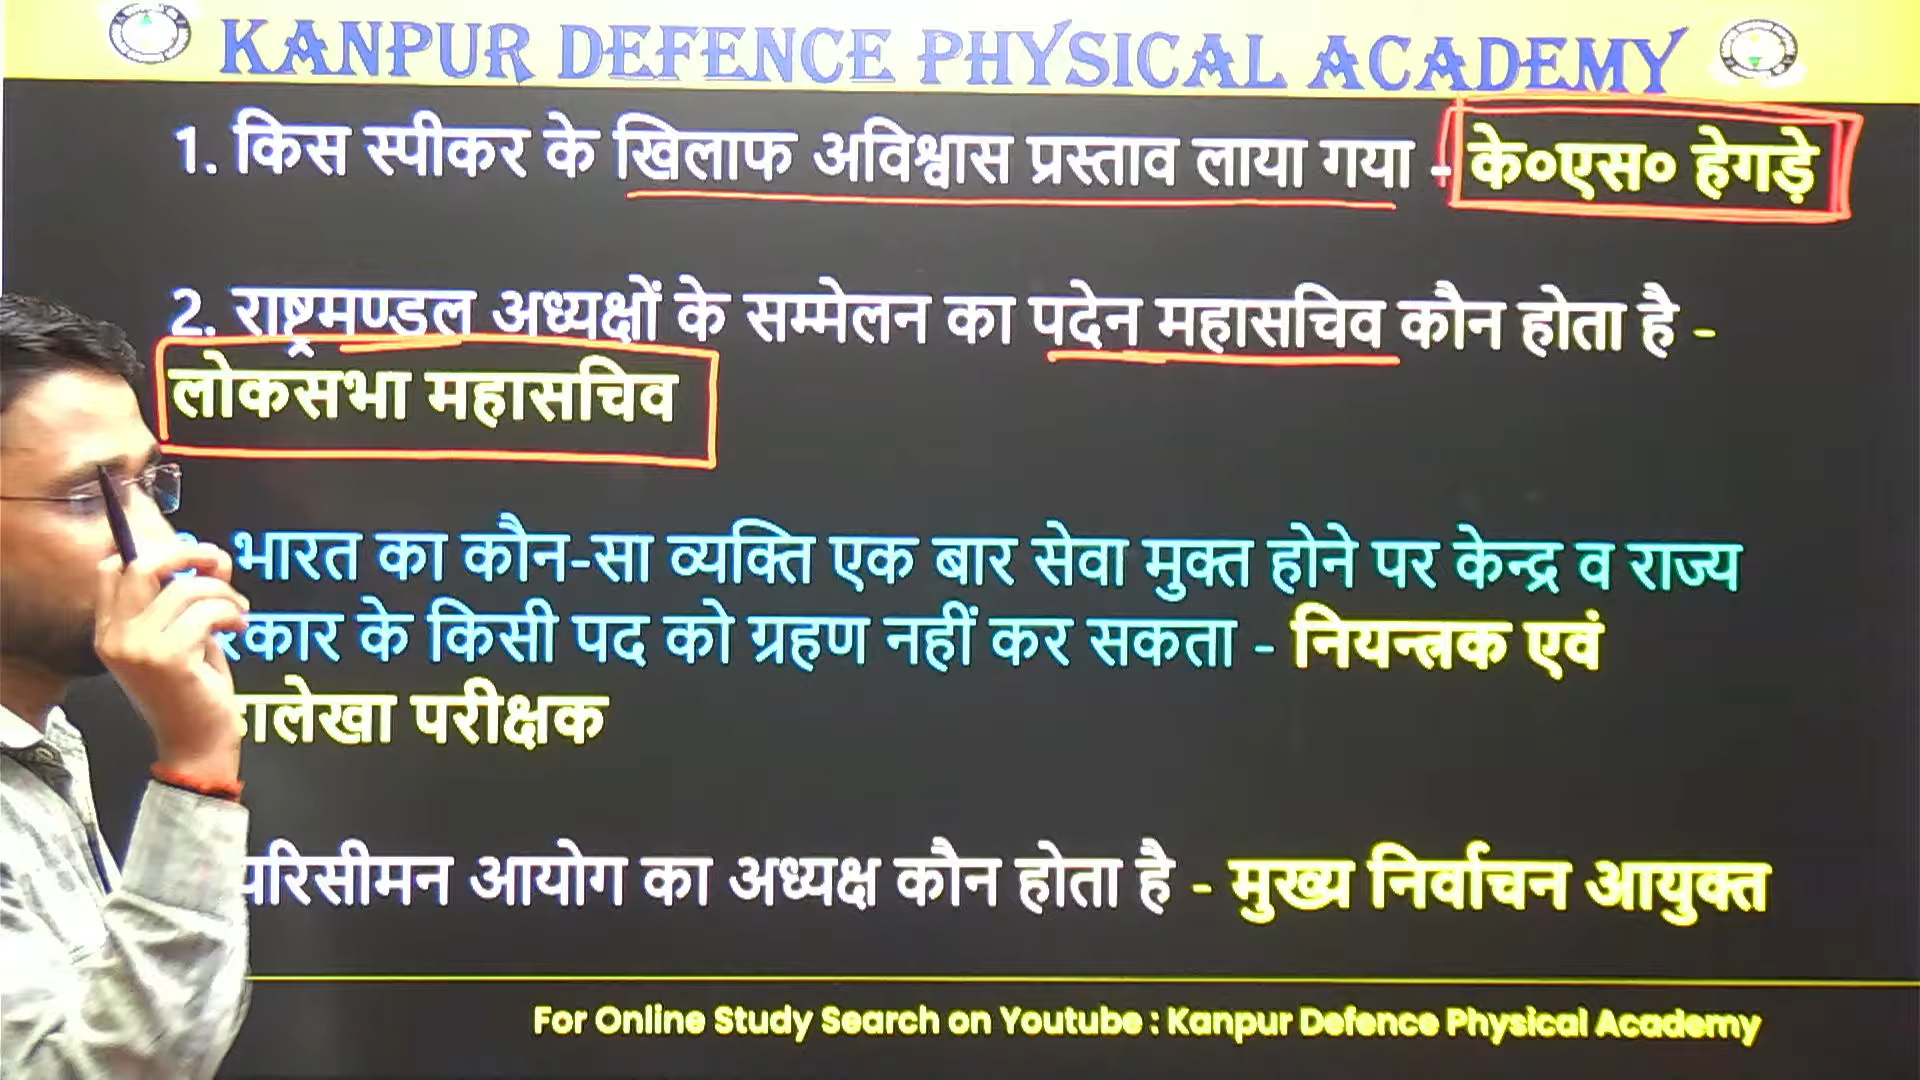 KANPUR DEFENCE PHYSICAL ACADEMY
1. किस स्पीकर के खिलाफ अविश्वास प्रस्ताव लाया गया - के०एस० हेगड़े
2. राष्ट्रमण्डल अध्यक्षों के सम्मेलन का पदेन महासचिव कौन होता है -
लोकसभा महासचिव
भारत का कौन-सा व्यक्ति एक बार सेवा मुक्त होने पर केन्द्र व राज्य
के किसी पद को ग्रहण नहीं कर सकता - नियन्त्रक एवं
परीक्षक
परिसीमन आयोग का अध्यक्ष कौन होता है - मुख्य निर्वाचन आयुक्त
For Online Study Search on Youtube : Kanpur Defence Physical Academy